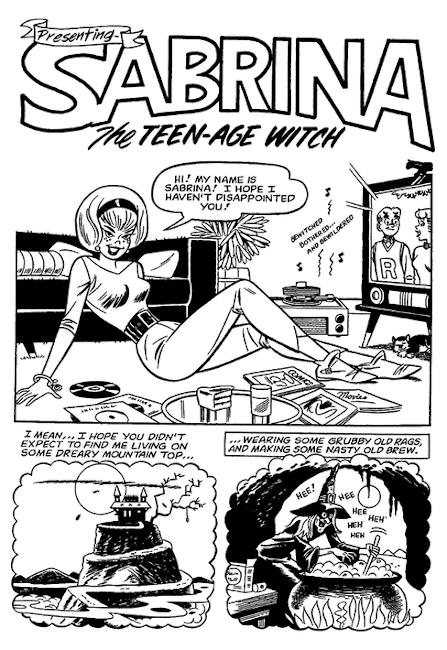 Presenting-
SABRINA
The TEEN-AGE WITCH
HI! MY NAME IS
SABRINA! I HOPE I
HAVEN'T DISAPPOINTED
YOU!
BEWITCHED
BOTHERED...
AND BEWILDERED
R
Movies
I MEAN... I HOPE YOU DIDN'T
EXPECT TO FIND ME LIVING ON
SOME DREARY MOUNTAIN TOP...
...WEARING SOME GRUBBY OLD RAGS,
AND MAKING SOME NASTY OLD BREW.
HEE!
HEE
HEE
HEH
HEH
HEH